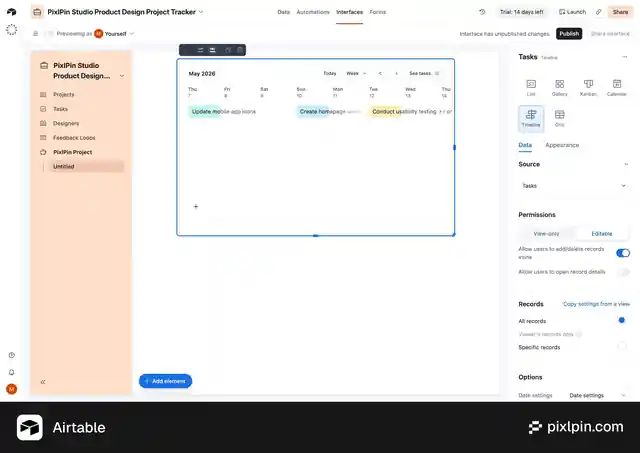 PixlPin Studio Product Design Project Tracker
Data
Automations
Interfaces
Forms
Trial: 14 days left
Launch
Share
Previewing as M Yourself
Interface has unpublished changes
Publish
Share interface
PixlPin Studio
Product Design...
Projects
Tasks
Designers
Feedback Loops
PixlPin Project
Untitled
May 2026
Today
Week
See tasks
Thu
7
Fri
8
Sat
9
Sun
10
Mon
11
Tue
12
Wed
13
Thu
14
Update mobile app icons
Create homepage
Conduct usability testing
+ Add element
Tasks
Timeline
List
Gallery
Kanban
Calendar
Timeline
Grid
Data
Appearance
Source
Tasks
Permissions
View-only
Editable
Allow users to add/delete records
inline
Allow users to open record details
Records
Copy settings from a view
All records
Viewer's records only
Specific records
Options
Date settings
Date settings
M
Airtable
pixlpin.com